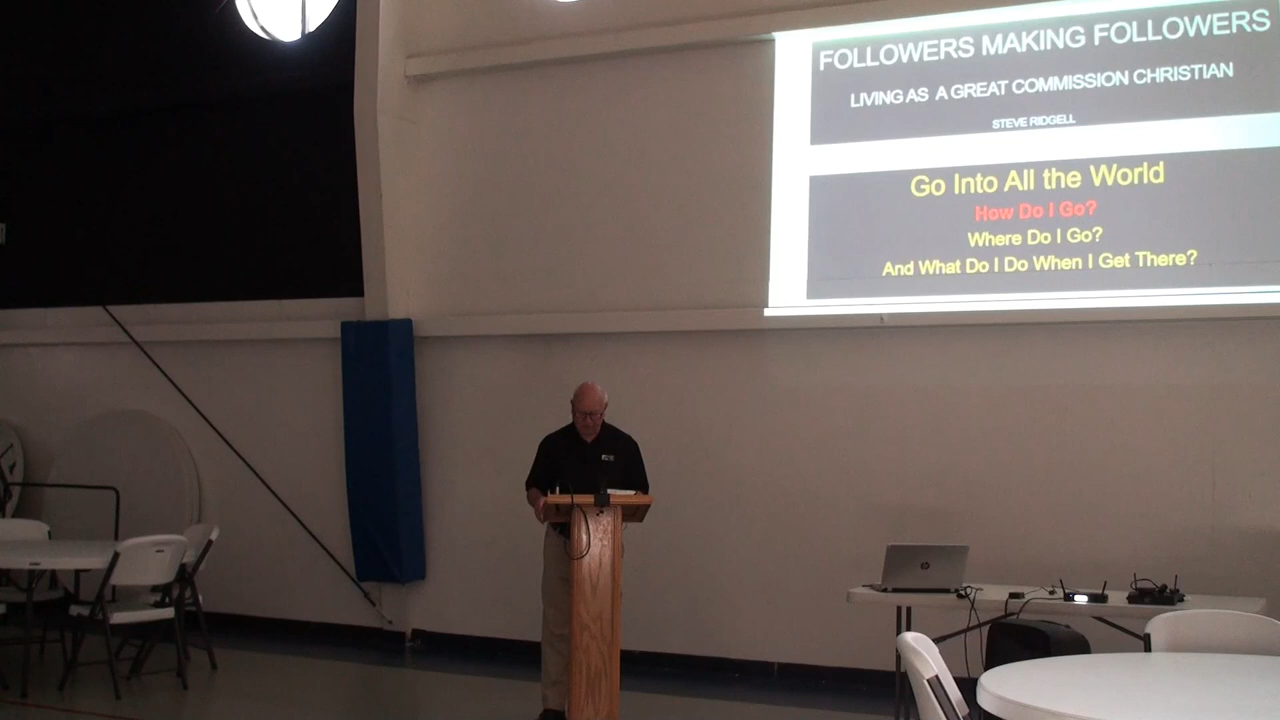 FOLLOWERS MAKING FOLLOWERS
LIVING AS A GREAT COMMISSION CHRISTIAN
STEVE RIDGELL
Go Into All the World
How Do I Go?
Where Do I Go?
And What Do I Do When I Get There?
hp